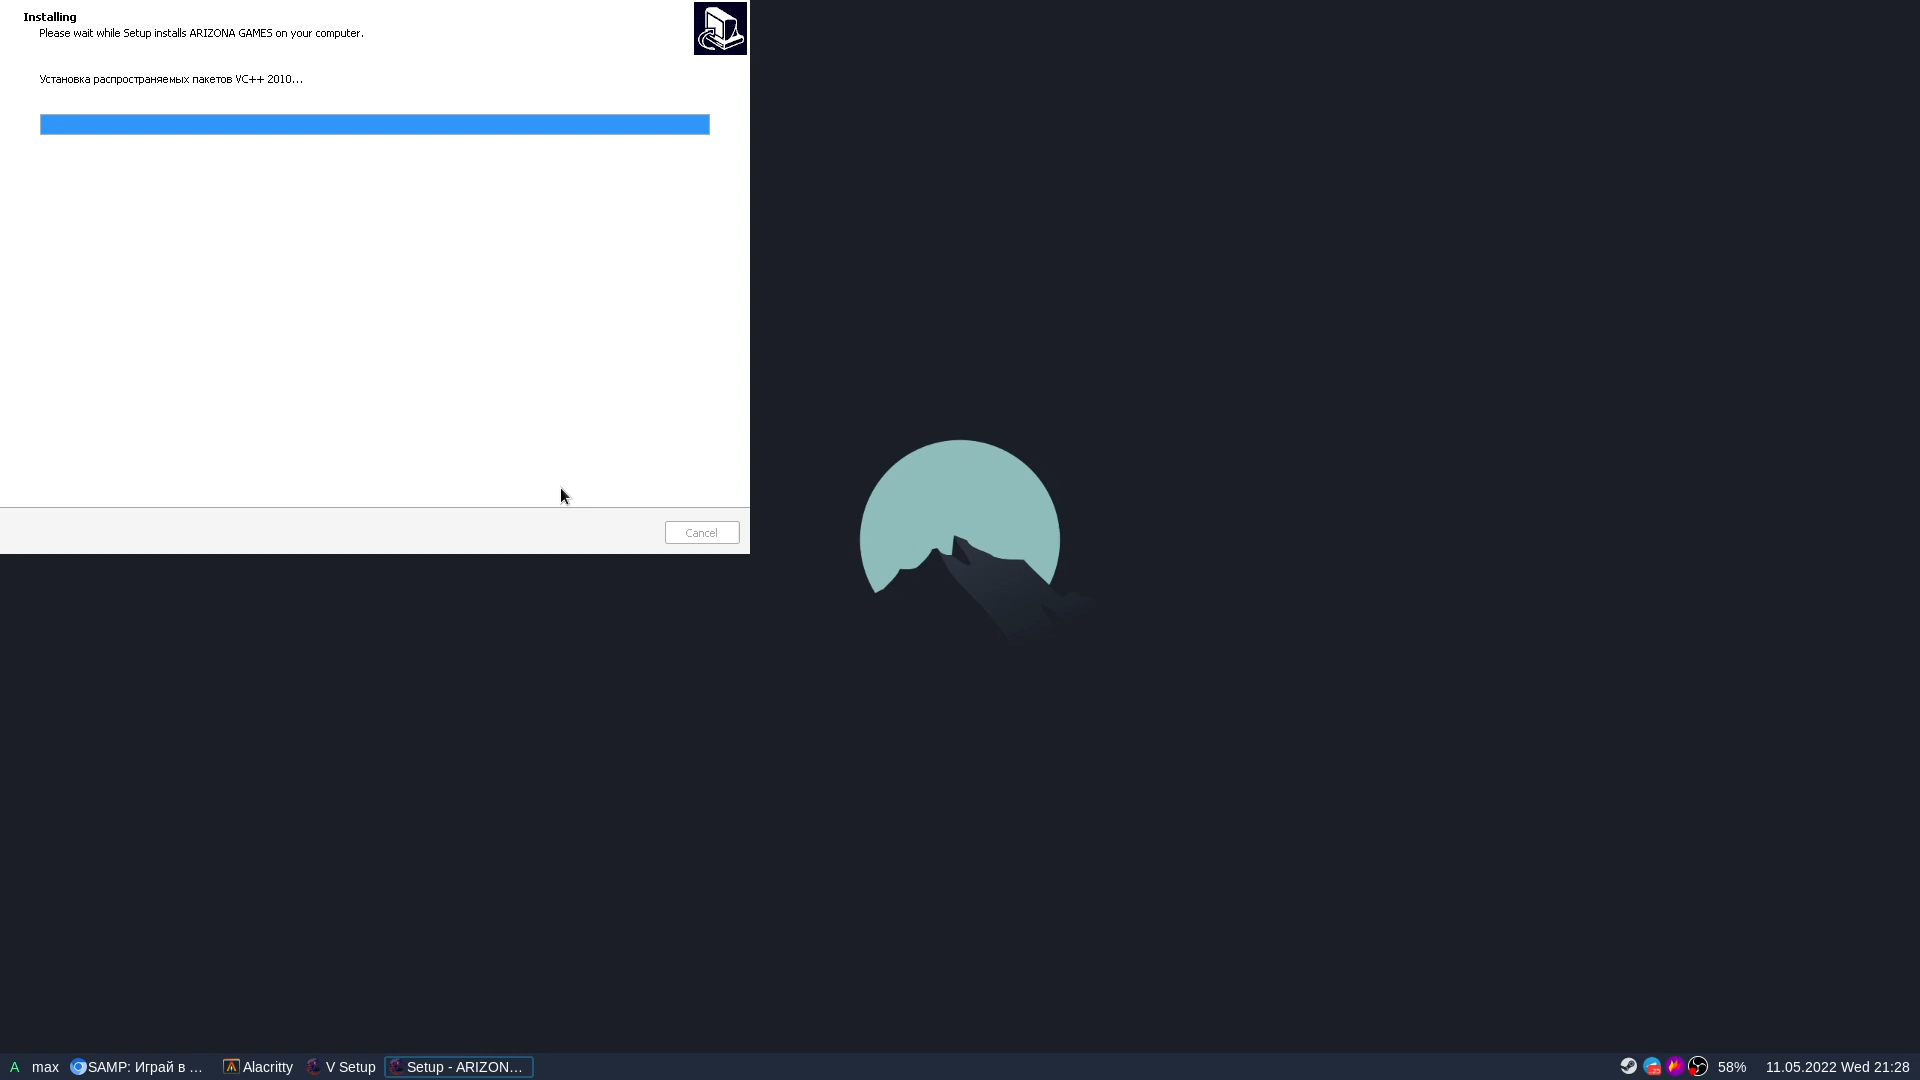 Installing
Please wait while Setup installs ARIZONA GAMES on your computer.
Установка распространяемых пакетов VC++ 2010...
Cancel
A max SAMP: Играй в ... Alacritty V Setup Setup - ARIZON... 58% 11.05.2022 Wed 21:28